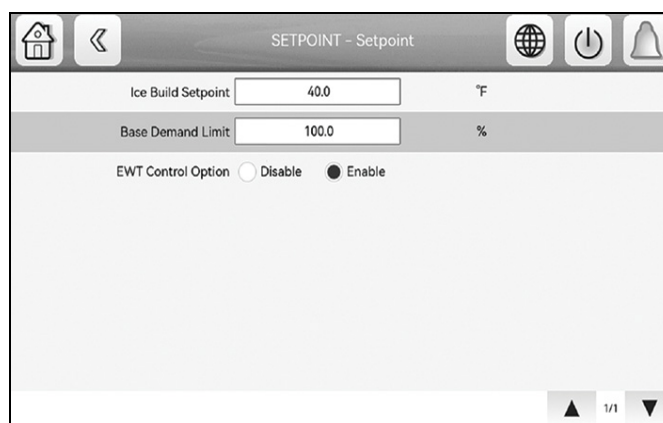 SETPOINT - Setpoint
Ice Build Setpoint 40.0 °F
Base Demand Limit 100.0 %
EWT Control Option Disable Enable
1/1